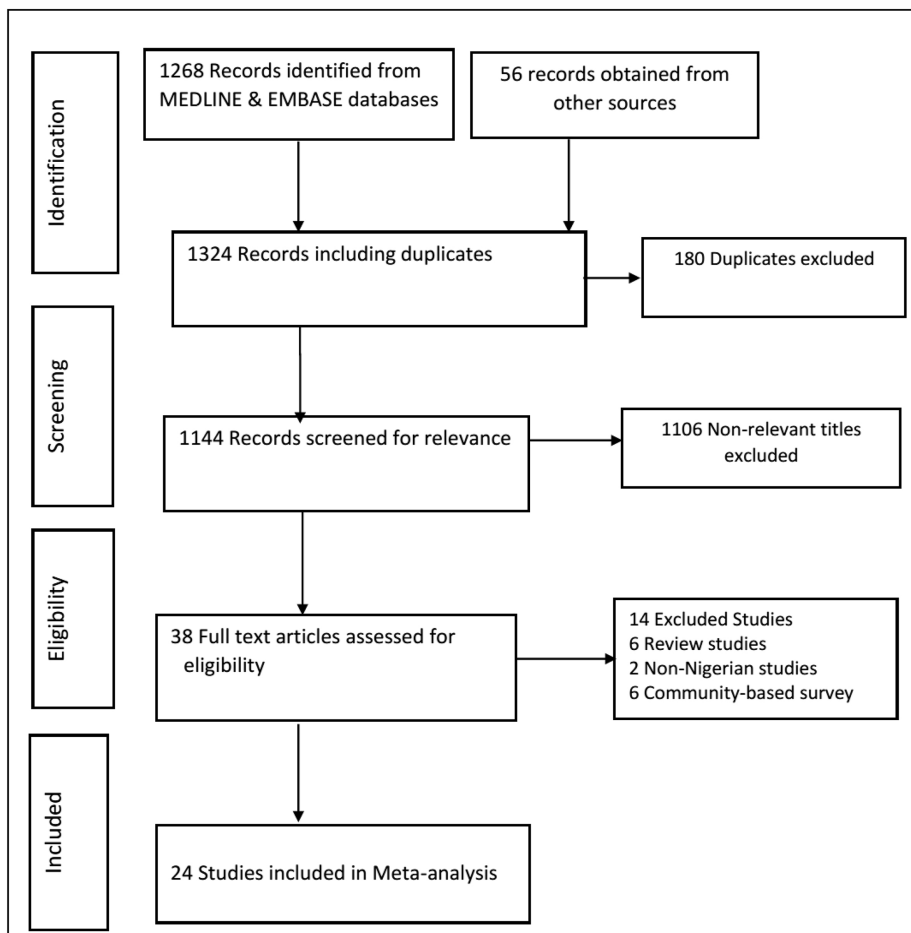 Identification
1268 Records identified from
MEDLINE & EMBASE databases
56 records obtained from
other sources
1324 Records including duplicates
180 Duplicates excluded
Screening
1144 Records screened for relevance
1106 Non-relevant titles
excluded
Eligibility
38 Full text articles assessed for
eligibility
14 Excluded Studies
6 Review studies
2 Non-Nigerian studies
6 Community-based survey
Included
24 Studies included in Meta-analysis